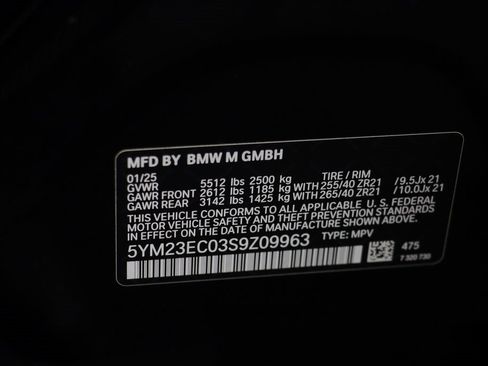 MFD BY BMW M GMBH
01/25 TIRE / RIM
GVWR 5512 lbs 2500 kg
GAWR FRONT 2612 lbs 1185 kg WITH 255/40 ZR21 / 9.5Jx 21
GAWR REAR 3142 lbs 1425 kg WITH 265/40 ZR21 / 10.0Jx 21
THIS VEHICLE CONFORMS TO ALL APPLICABLE U. S. FEDERAL
MOTOR VEHICLE SAFETY, BUMPER, AND THEFT PREVENTION
STANDARDS IN EFFECT ON THE DATE OF MANUFACTURE SHOWN ABOVE.
5YM23EC03S9Z09963 TYPE: MPV
475
7 320 730